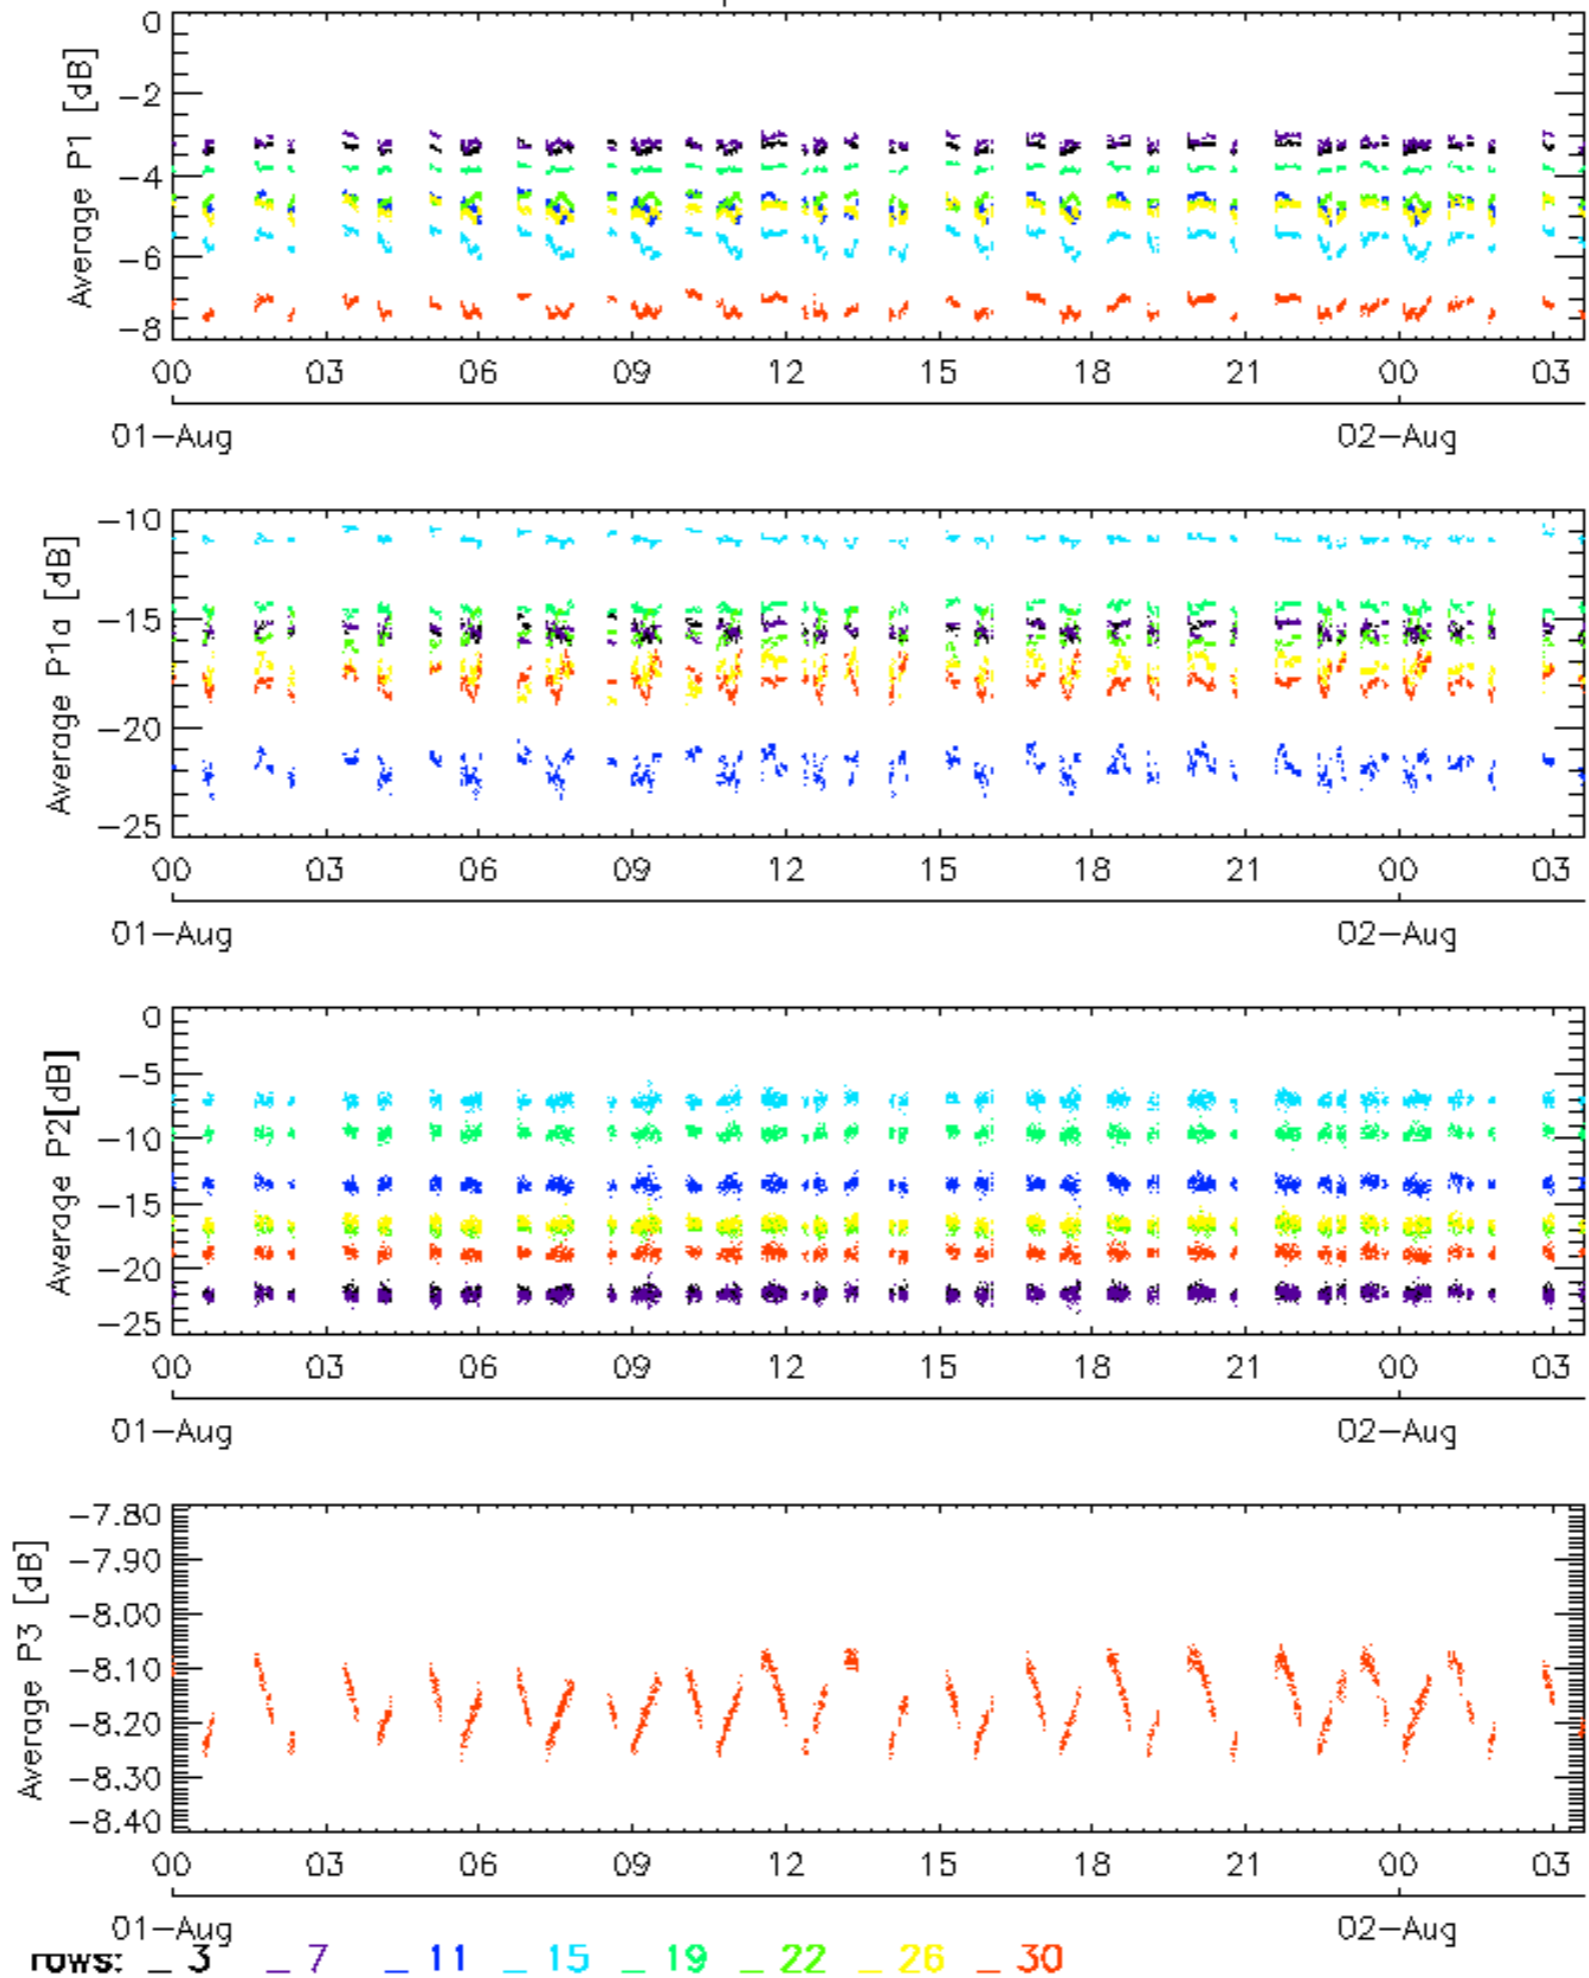 Average P1 [dB]
0
−2
−4
−6
−8
00 03 06 09 12 15 18 21 00 03
01−Aug 02−Aug
Average P1a [dB]
−10
−15
−20
−25
00 03 06 09 12 15 18 21 00 03
01−Aug 02−Aug
Average P2[dB]
0
−5
−10
−15
−20
−25
00 03 06 09 12 15 18 21 00 03
01−Aug 02−Aug
Average P3 [dB]
−7.80
−7.90
−8.00
−8.10
−8.20
−8.30
−8.40
00 03 06 09 12 15 18 21 00 03
01−Aug 02−Aug
rows: _ 3 _ 7 _ 11 _ 15 _ 19 _ 22 _ 26 _ 30